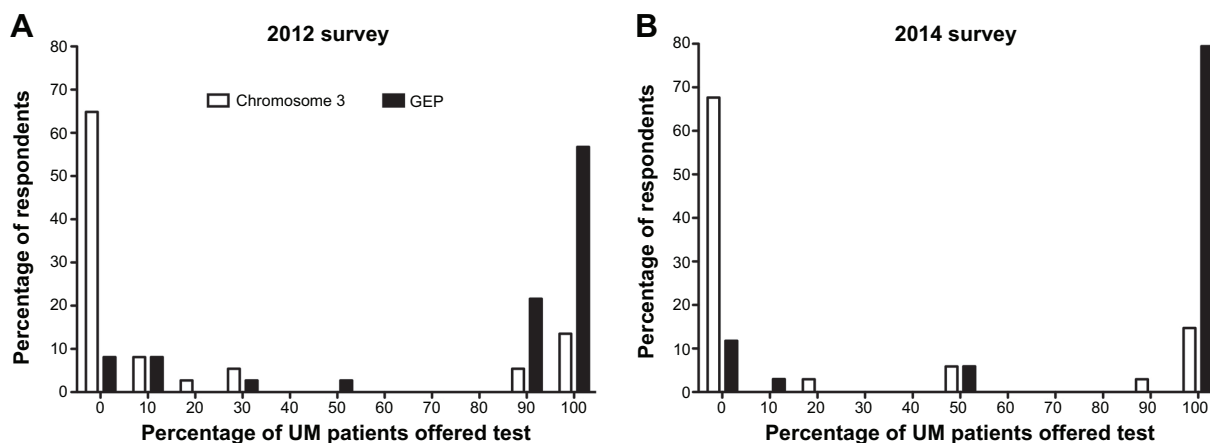 A
2012 survey
Percentage of respondents
80
70
60
50
40
30
20
10
0
Chromosome 3 GEP
0 10 20 30 40 50 60 70 80 90 100
Percentage of UM patients offered test
B
2014 survey
Percentage of respondents
80
70
60
50
40
30
20
10
0
0 10 20 30 40 50 60 70 80 90 100
Percentage of UM patients offered test